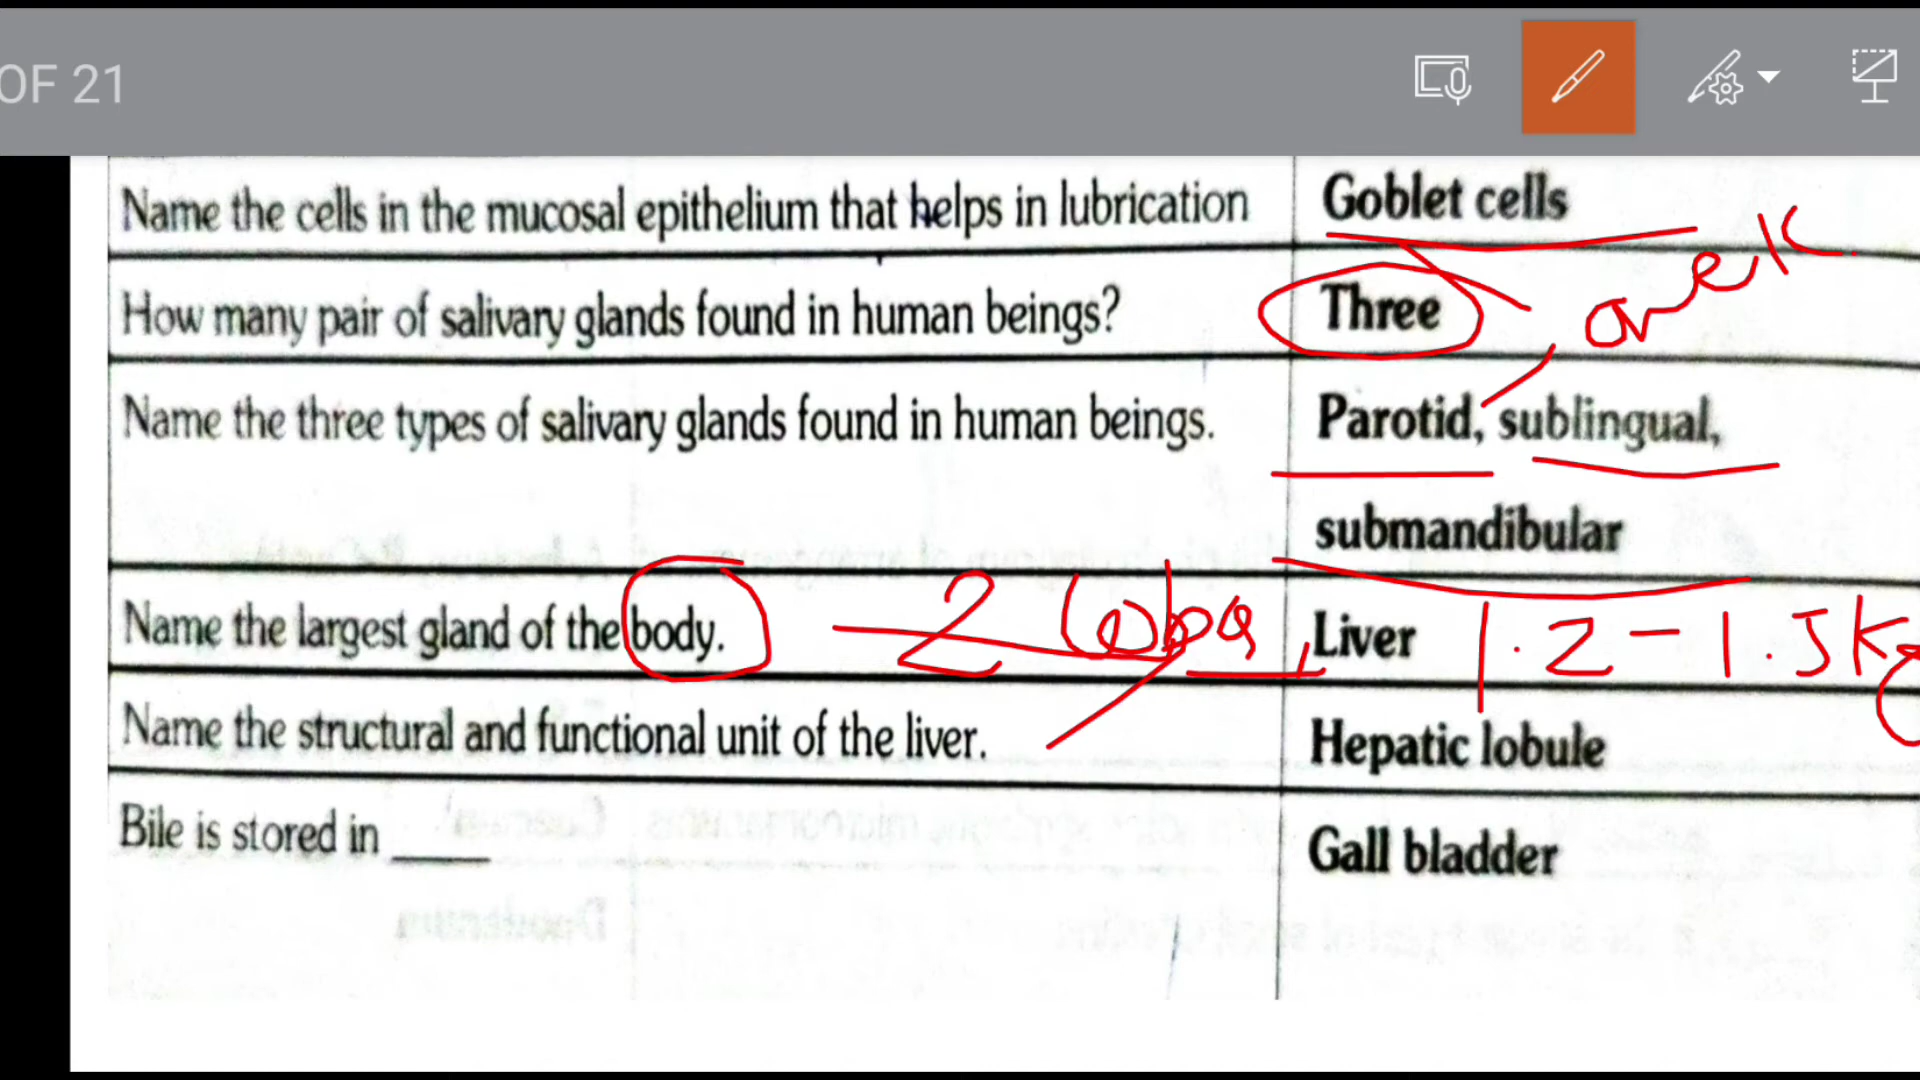 OF 21
Name the cells in the mucosal epithelium that helps in lubrication Goblet cells
How many pair of salivary glands found in human beings? Three
Name the three types of salivary glands found in human beings. Parotid, sublingual,
submandibular
Name the largest gland of the body. 2 Liver 1.2 - 1.5 kg
Name the structural and functional unit of the liver. Hepatic lobule
Bile is stored in ____ Gall bladder